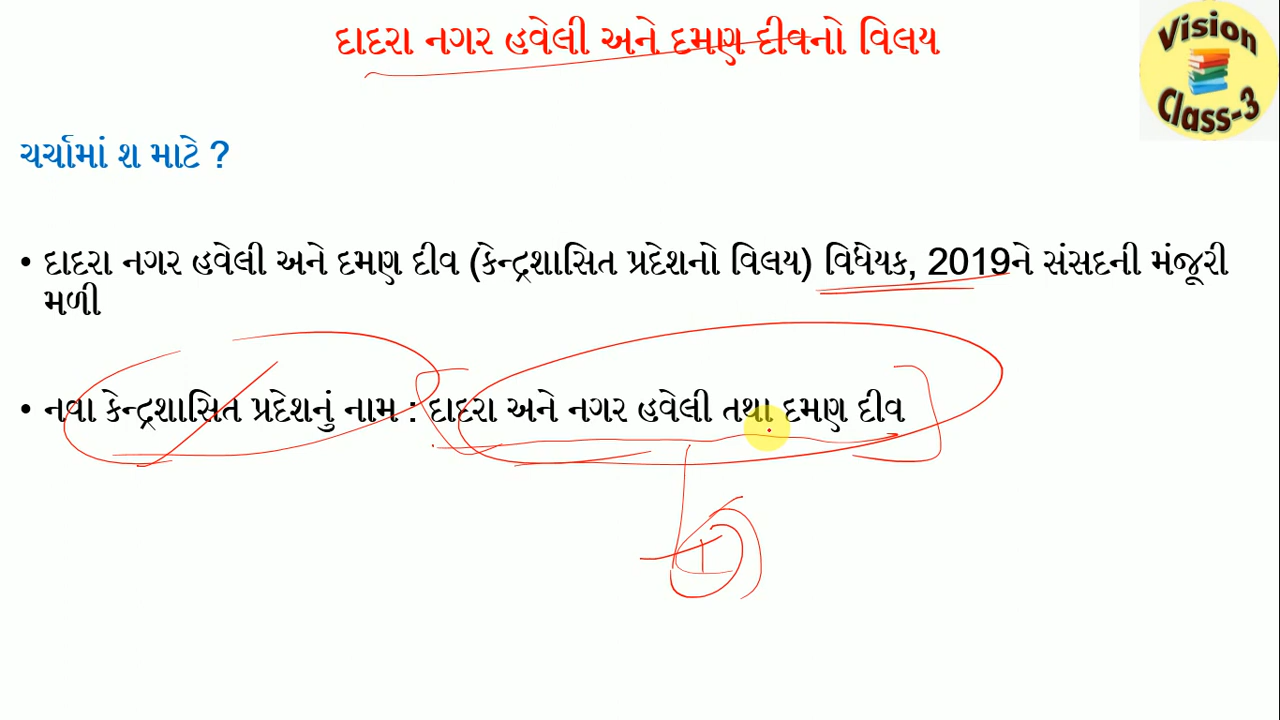 દાદરા નગર હવેલી અને દમણ દીવનો વિલય
Vision
Class-3
ચર્ચામાં શ માટે ?
• દાદરા નગર હવેલી અને દમણ દીવ (કેન્દ્રશાસિત પ્રદેશનો વિલય) વિધેયક, 2019ને સંસદની મંજૂરી
મળી
• નવા કેન્દ્રશાસિત પ્રદેશનું નામ : દાદરા અને નગર હવેલી તથા દમણ દીવ
1